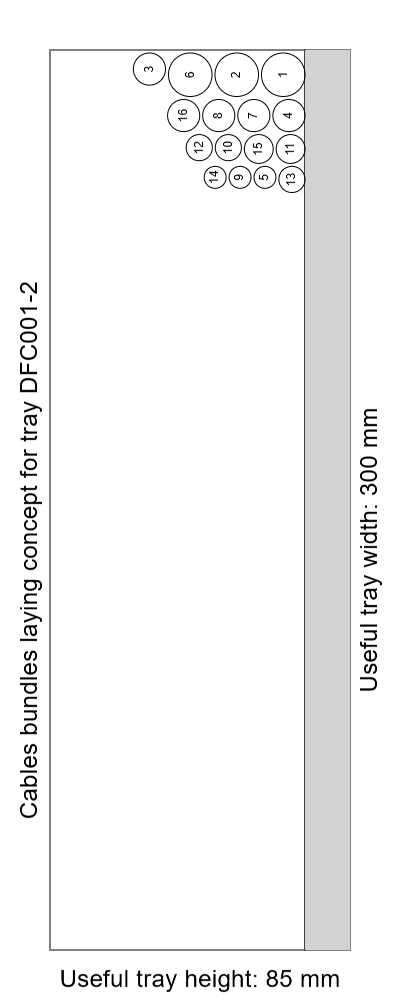 Cables bundles laying concept for tray DFC001-2
3 6 2 1
16 8 7 4
12 10 15 11
14 9 5 13
Useful tray width: 300 mm
Useful tray height: 85 mm